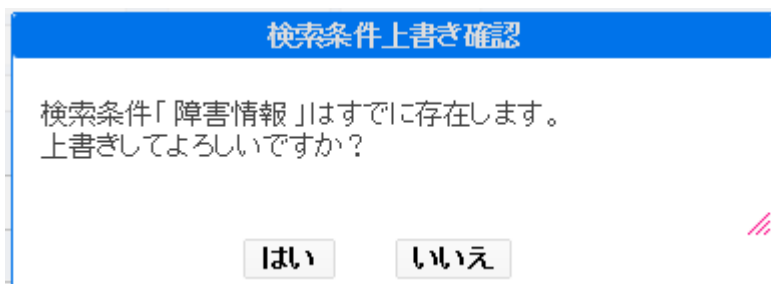 検索条件上書き確認
検索条件「障害情報」はすでに存在します。
上書きしてよろしいですか？
はい
いいえ